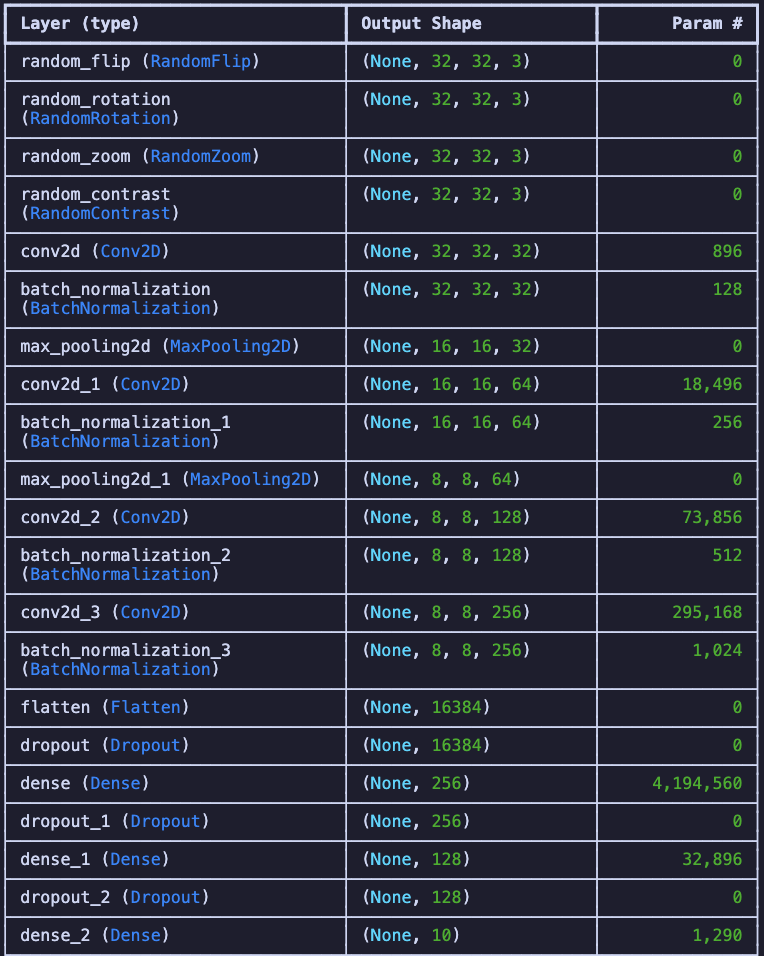 Layer (type) Output Shape Param #
random_flip (RandomFlip) (None, 32, 32, 3) 0
random_rotation (None, 32, 32, 3) 0
(RandomRotation)
random_zoom (RandomZoom) (None, 32, 32, 3) 0
random_contrast (None, 32, 32, 3) 0
(RandomContrast)
conv2d (Conv2D) (None, 32, 32, 32) 896
batch_normalization (None, 32, 32, 32) 128
(BatchNormalization)
max_pooling2d (MaxPooling2D) (None, 16, 16, 32) 0
conv2d_1 (Conv2D) (None, 16, 16, 64) 18,496
batch_normalization_1 (None, 16, 16, 64) 256
(BatchNormalization)
max_pooling2d_1 (MaxPooling2D) (None, 8, 8, 64) 0
conv2d_2 (Conv2D) (None, 8, 8, 128) 73,856
batch_normalization_2 (None, 8, 8, 128) 512
(BatchNormalization)
conv2d_3 (Conv2D) (None, 8, 8, 256) 295,168
batch_normalization_3 (None, 8, 8, 256) 1,024
(BatchNormalization)
flatten (Flatten) (None, 16384) 0
dropout (Dropout) (None, 16384) 0
dense (Dense) (None, 256) 4,194,560
dropout_1 (Dropout) (None, 256) 0
dense_1 (Dense) (None, 128) 32,896
dropout_2 (Dropout) (None, 128) 0
dense_2 (Dense) (None, 10) 1,290